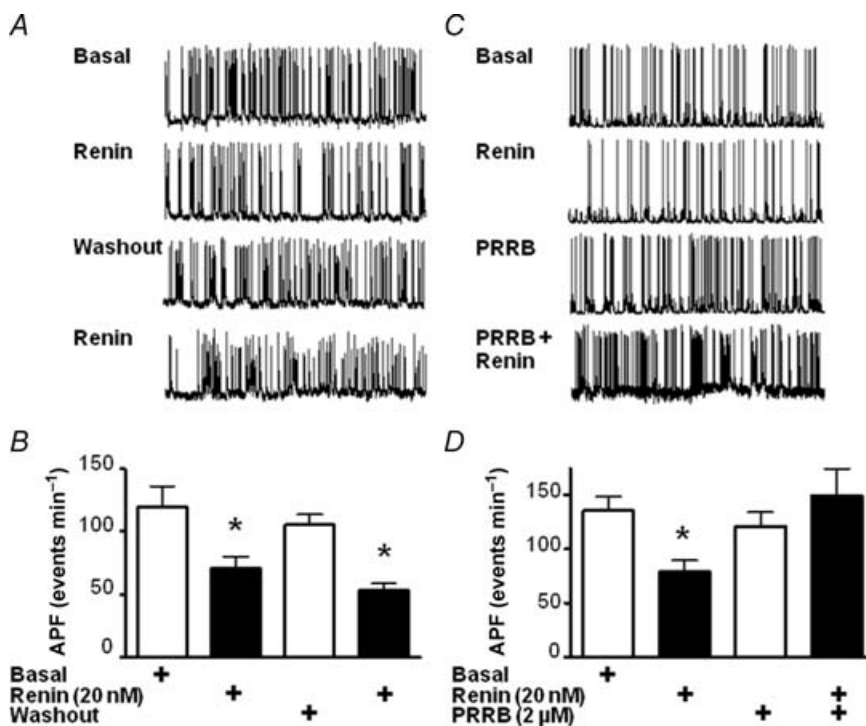 A
Basal
Renin
Washout
Renin
C
Basal
Renin
PRRB
PRRB +
Renin
B
APF (events min⁻¹)
150
100
50
0
*
*
Basal +
Renin (20 nM) + +
Washout +
D
APF (events min⁻¹)
150
100
50
0
*
Basal +
Renin (20 nM) + +
PRRB (2 µM) + +